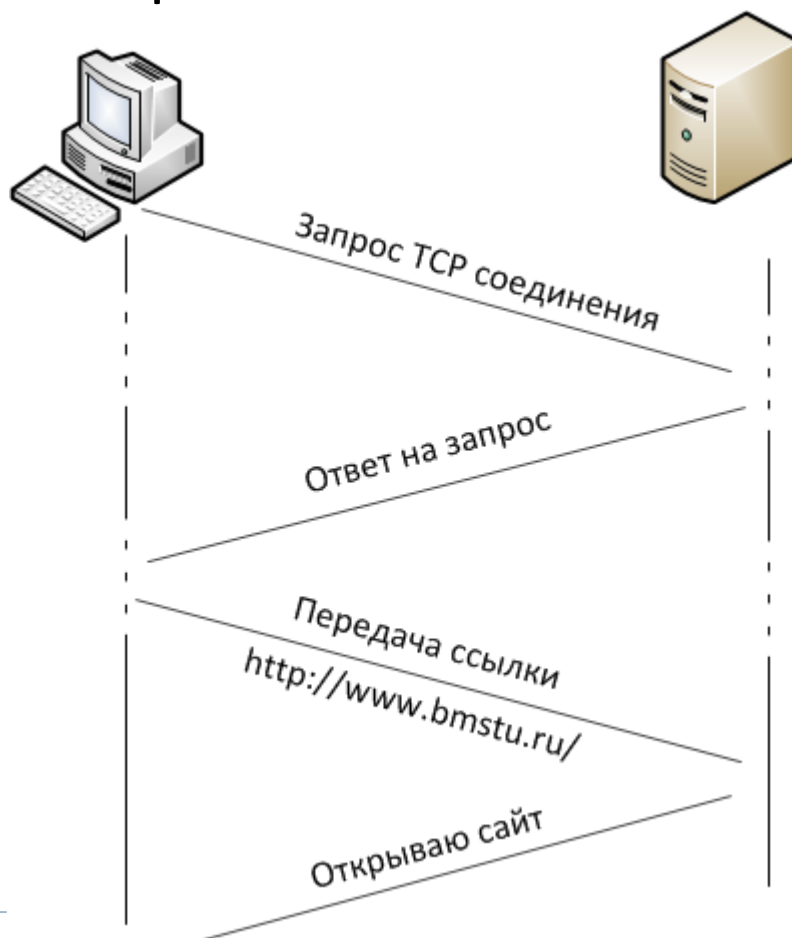 Запрос TCP соединения
Ответ на запрос
Передача ссылки
http://www.bmstu.ru/
Открываю сайт